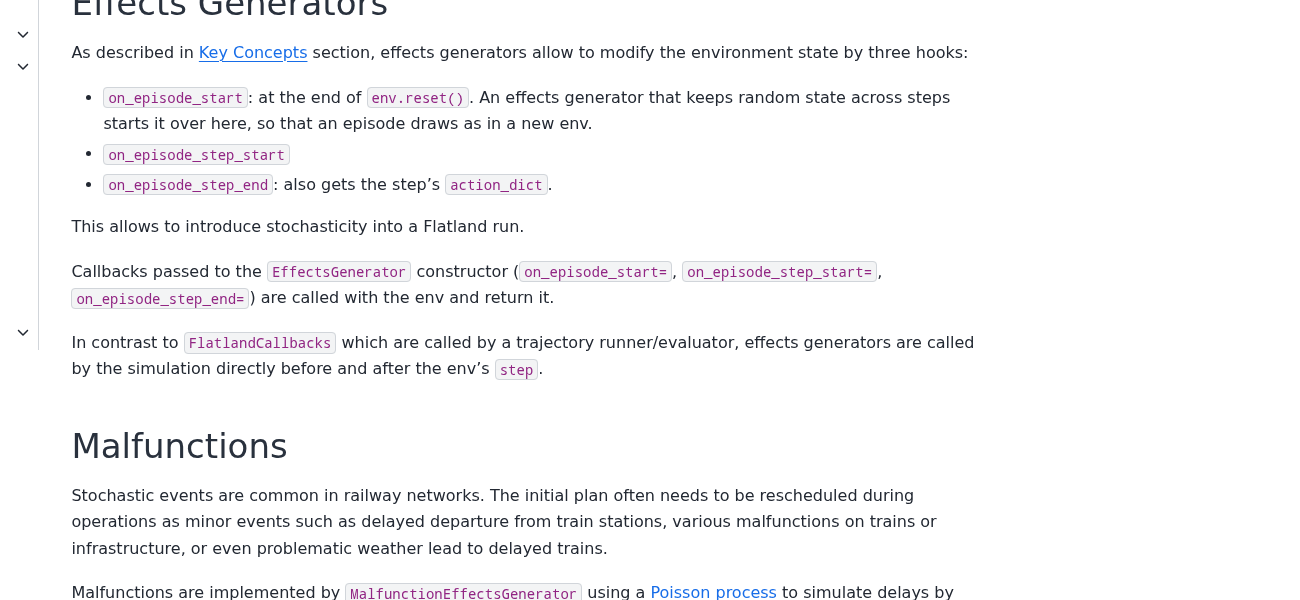 Effects Generators
As described in Key Concepts section, effects generators allow to modify the environment state by three hooks:
on_episode_start: at the end of env.reset(). An effects generator that keeps random state across steps
starts it over here, so that an episode draws as in a new env.
on_episode_step_start
on_episode_step_end: also gets the step’s action_dict.
This allows to introduce stochasticity into a Flatland run.
Callbacks passed to the EffectsGenerator constructor (on_episode_start=, on_episode_step_start=,
on_episode_step_end=) are called with the env and return it.
In contrast to FlatlandCallbacks which are called by a trajectory runner/evaluator, effects generators are called
by the simulation directly before and after the env’s step.
Malfunctions
Stochastic events are common in railway networks. The initial plan often needs to be rescheduled during
operations as minor events such as delayed departure from train stations, various malfunctions on trains or
infrastructure, or even problematic weather lead to delayed trains.
Malfunctions are implemented by MalfunctionEffectsGenerator using a Poisson process to simulate delays by